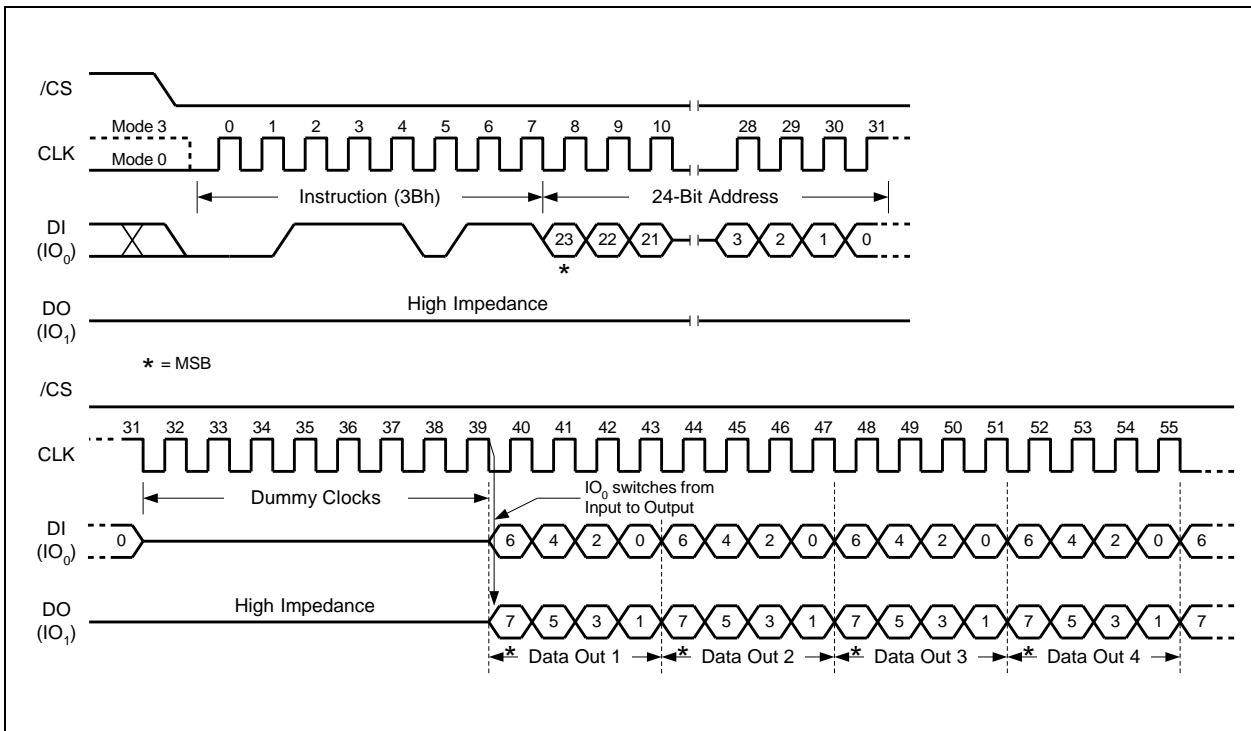 /CS
Mode 3 0 1 2 3 4 5 6 7 8 9 10 28 29 30 31
CLK
Mode 0
Instruction (3Bh) 24-Bit Address
DI
(IO0)
23 22 21 3 2 1 0
*
High Impedance
DO
(IO1)
* = MSB
/CS
31 32 33 34 35 36 37 38 39 40 41 42 43 44 45 46 47 48 49 50 51 52 53 54 55
CLK
Dummy Clocks
IO0 switches from
Input to Output
DI
(IO0)
0 6 4 2 0 6 4 2 0 6 4 2 0 6 4 2 0 6
High Impedance
DO
(IO1)
7 5 3 1 7 5 3 1 7 5 3 1 7 5 3 1 7
* Data Out 1 * Data Out 2 * Data Out 3 * Data Out 4